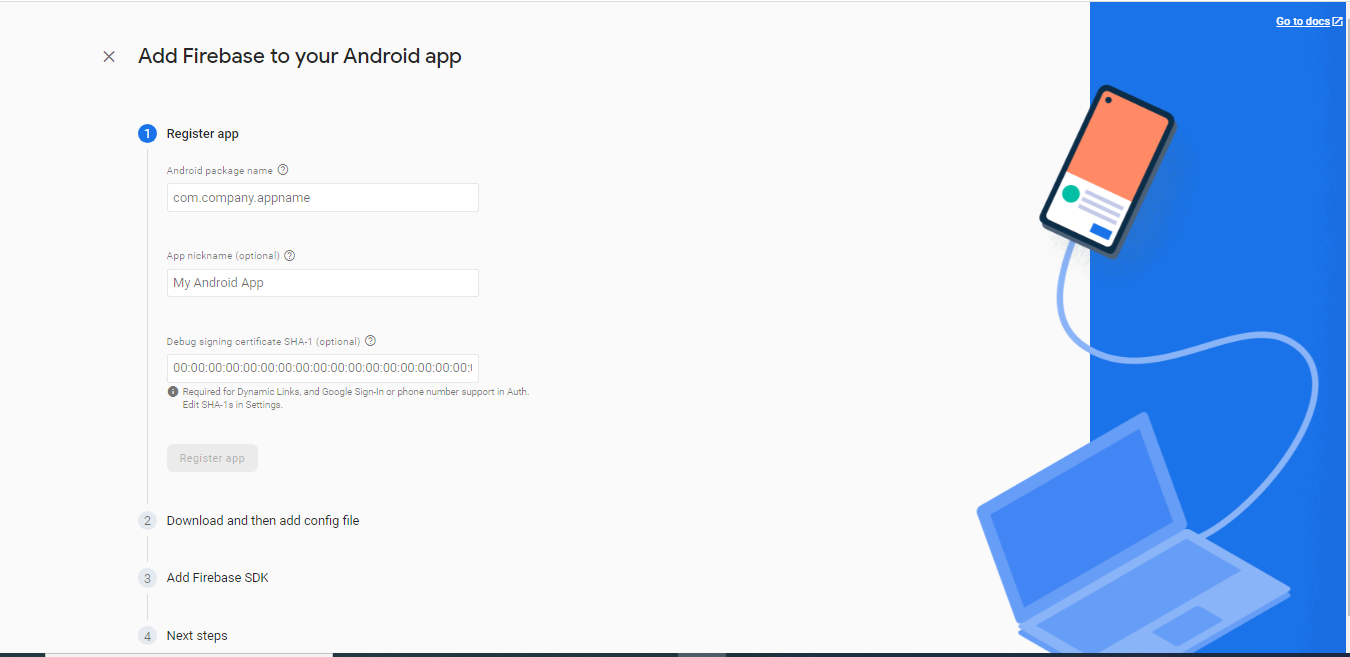 Go to docs
Add Firebase to your Android app
1 Register app
Android package name
com.company.appname
App nickname (optional)
My Android App
Debug signing certificate SHA-1 (optional)
00:00:00:00:00:00:00:00:00:00:00:00:00:00:00:00:00:
Required for Dynamic Links, and Google Sign-In or phone number support in Auth.
Edit SHA-1s in Settings.
Register app
2 Download and then add config file
3 Add Firebase SDK
4 Next steps